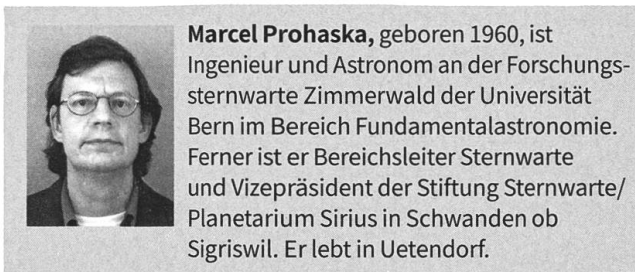 Marcel Prohaska, geboren 1960, ist
Ingenieur und Astronom an der Forschungs-
sternwarte Zimmerwald der Universität
Bern im Bereich Fundamentalastronomie.
Ferner ist er Bereichsleiter Sternwarte
und Vizepräsident der Stiftung Sternwarte/
Planetarium Sirius in Schwanden ob
Sigriswil. Er lebt in Uetendorf.